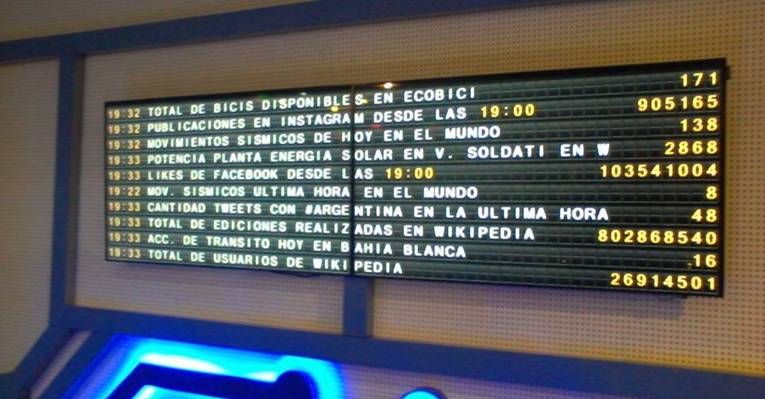 19:32 TOTAL DE BICIS DISPONIBLES EN ECOBICI 171
19:32 PUBLICACIONES EN INSTAGRAM DESDE LAS 19:00 905165
19:32 MOVIMIENTOS SISMICOS DE HOY EN EL MUNDO 138
19:33 POTENCIA PLANTA ENERGIA SOLAR EN V. SOLDATI EN W 2868
19:33 LIKES DE FACEBOOK DESDE LAS 19:00 103541004
19:22 MOV. SISMICOS ULTIMA HORA EN EL MUNDO 8
19:33 CANTIDAD TWEETS CON #ARGENTINA EN LA ULTIMA HORA 48
19:33 TOTAL DE EDICIONES REALIZADAS EN WIKIPEDIA 802868540
19:33 ACC. DE TRANSITO HOY EN BAHIA BLANCA 16
19:33 TOTAL DE USUARIOS DE WIKIPEDIA 26914501